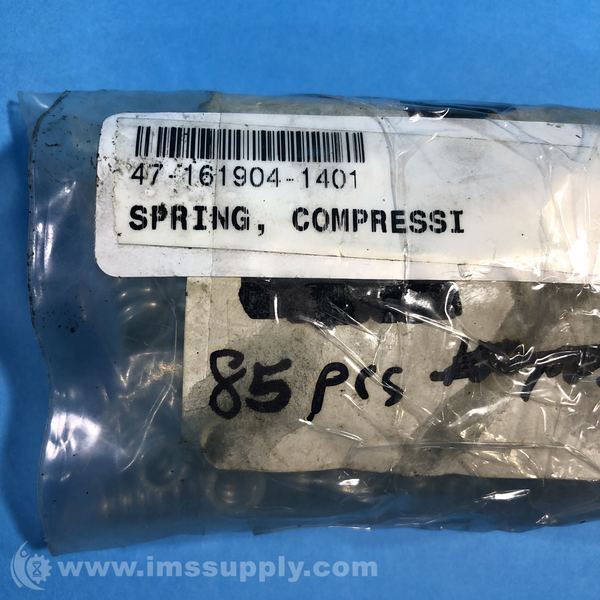 47-161904-1401
SPRING, COMPRESSI
85 pcs
www.imssupply.com